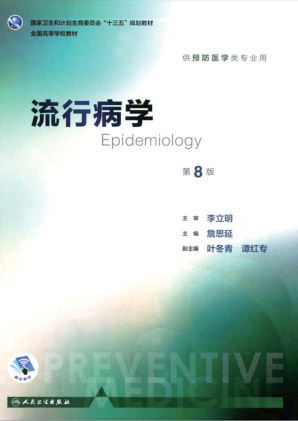 国家卫生和计划生育委员会“十三五”规划教材
全国高等学校教材
供预防医学类专业用
流行病学
Epidemiology
第8版
主审 李立明
主编 詹思延
副主编 叶冬青 谭红专
PREVENTIVE
MEDICINE
人民卫生出版社